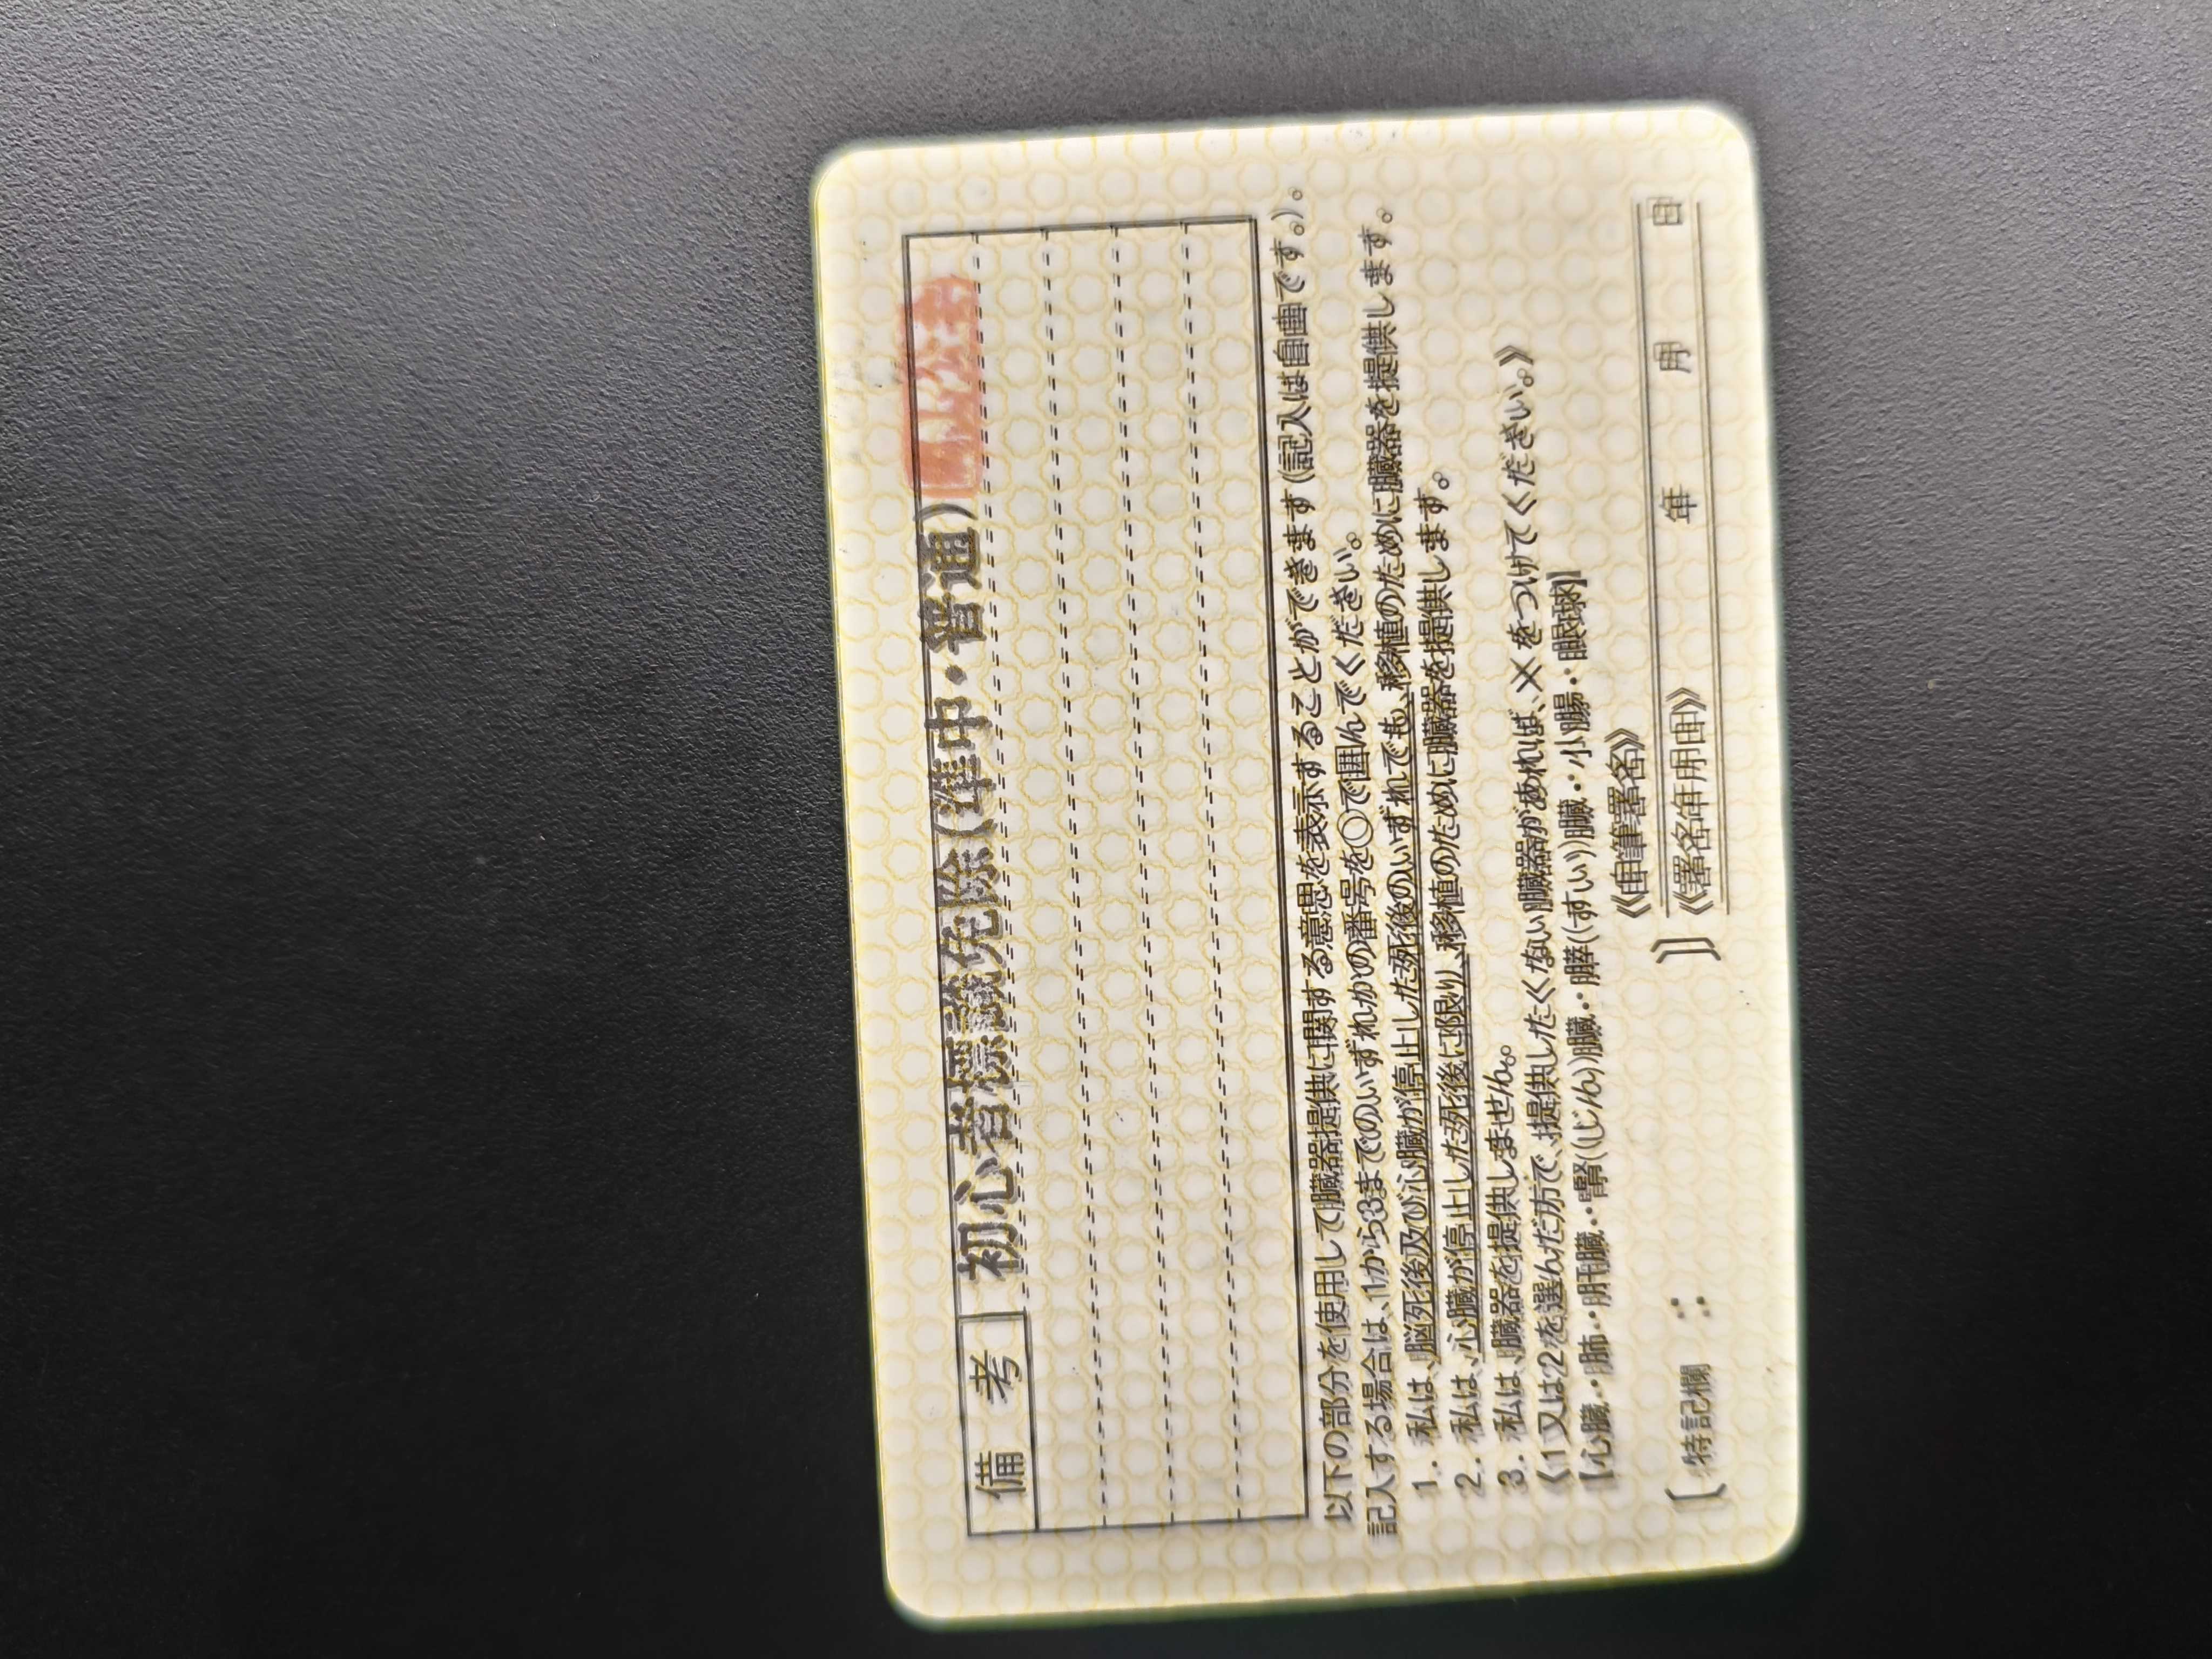 備考 初心者標識免除(準中・普通)
以下の部分を使用して臓器提供に関する意思を表示することができます(記入は自由です。)。
記入する場合は、1から3までのいずれかの番号を○で囲んでください。
1. 私は、脳死後及び心臓が停止した死後のいずれでも、移植のために臓器を提供します。
2. 私は、心臓が停止した死後に限り、移植のために臓器を提供します。
3. 私は、臓器を提供しません。
《1又は2を選んだ方で、提供したくない臓器があれば、×をつけてください。》
【心臓・肺・肝臓・腎(じん)臓・膵(すい)臓・小腸・眼球】
〔特記欄: 〕
《自筆署名》
《署名年月日》 年 月 日